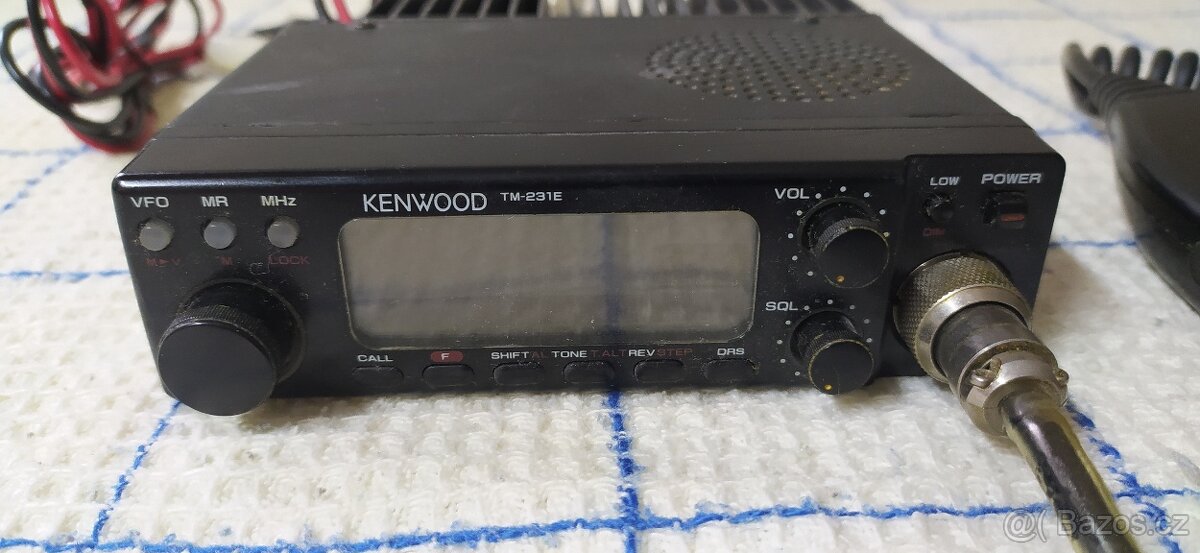 VFO MR MHz
M►V M LOCK
KENWOOD TM-231E
VOL
LOW POWER
DIM
SQL
CALL F SHIFT AL TONE T.ALT REV STEP DRS
@( Bazos.cz